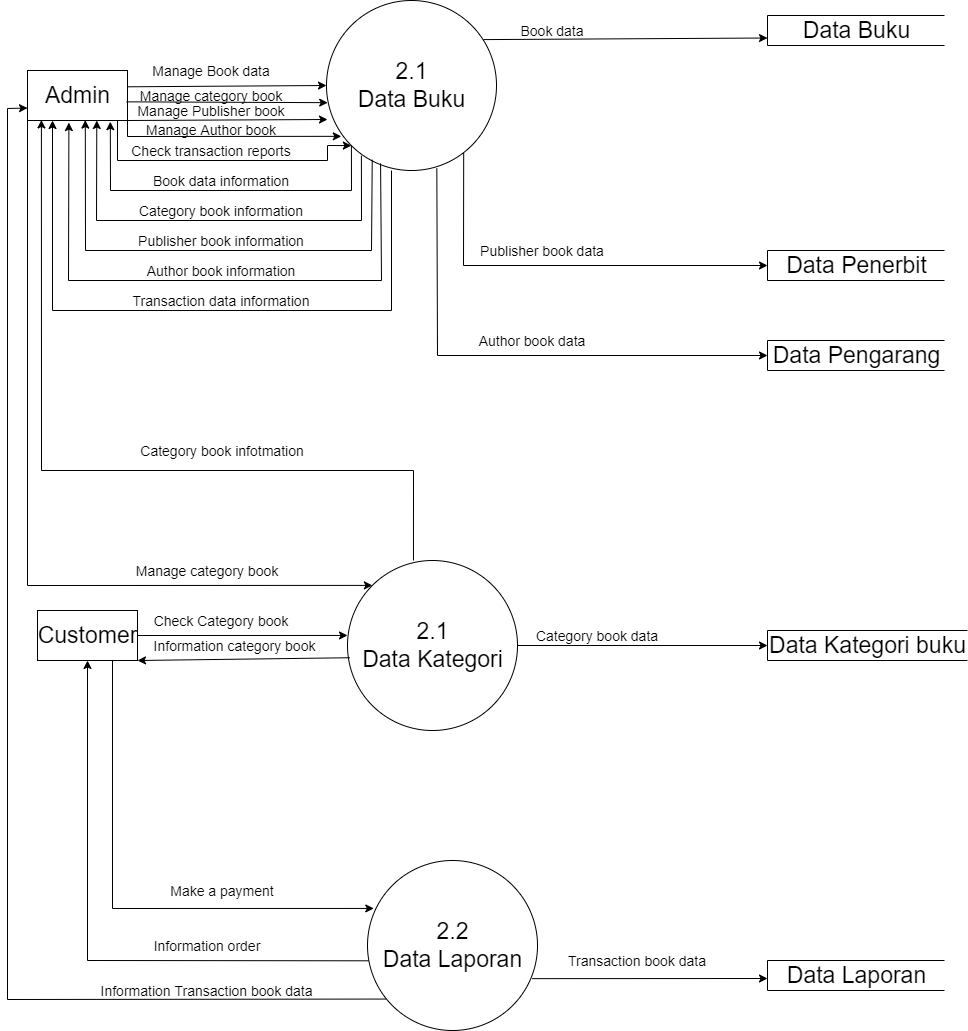 Book data
Data Buku
2.1
Data Buku
Manage Book data
Admin
Manage category book
Manage Publisher book
Manage Author book
Check transaction reports
Book data information
Category book information
Publisher book information
Author book information
Transaction data information
Publisher book data
Data Penerbit
Author book data
Data Pengarang
Category book infotmation
Manage category book
Customer
Check Category book
Information category book
2.1
Data Kategori
Category book data
Data Kategori buku
Make a payment
Information order
Information Transaction book data
2.2
Data Laporan
Transaction book data
Data Laporan